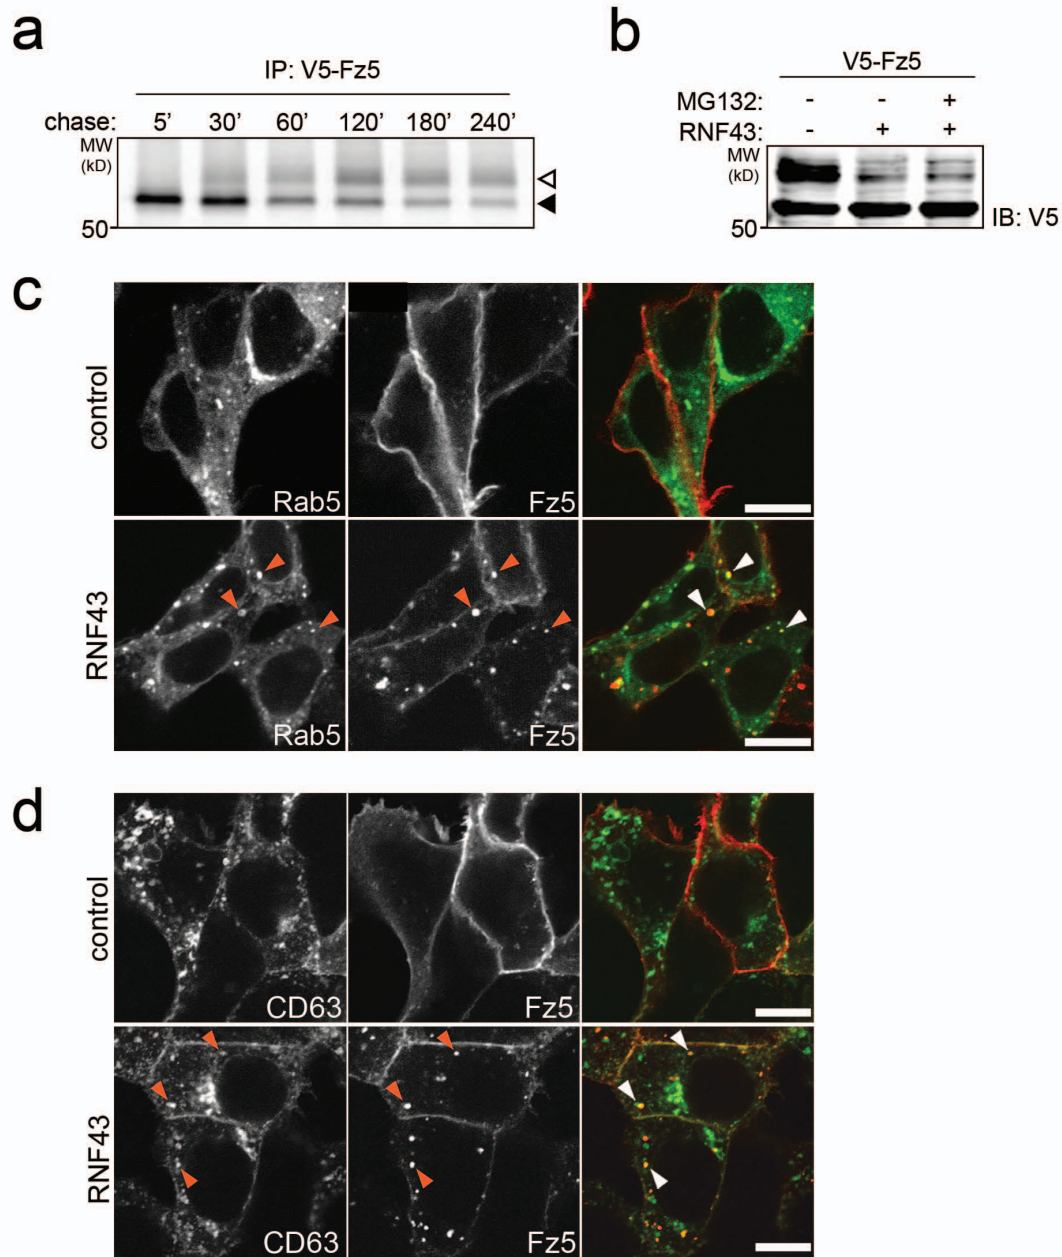 a
IP: V5-Fz5
chase: 5’ 30’ 60’ 120’ 180’ 240’
MW
(kD)
50
b
V5-Fz5
MG132: - - +
RNF43: - + +
MW
(kD)
50
IB: V5
c
control
Rab5 Fz5
RNF43
Rab5 Fz5
d
control
CD63 Fz5
RNF43
CD63 Fz5